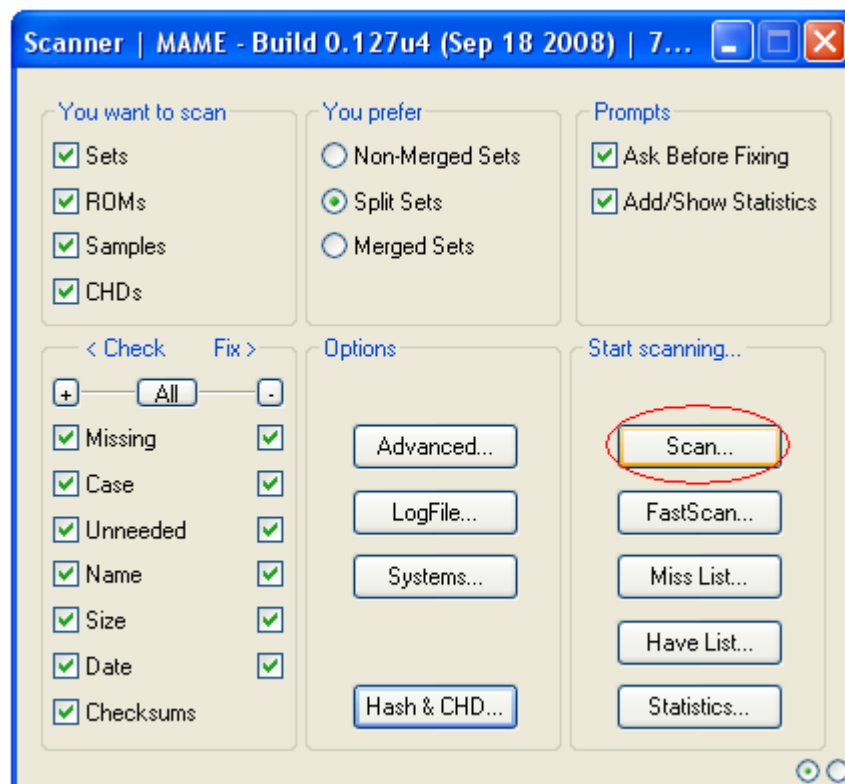 Scanner | MAME - Build 0.127u4 (Sep 18 2008) | 7...
You want to scan
Sets
ROMs
Samples
CHDs
You prefer
Non-Merged Sets
Split Sets
Merged Sets
Prompts
Ask Before Fixing
Add/Show Statistics
< Check Fix >
+ All -
Missing
Case
Unneeded
Name
Size
Date
Checksums
Options
Advanced...
LogFile...
Systems...
Hash & CHD...
Start scanning...
Scan...
FastScan...
Miss List...
Have List...
Statistics...